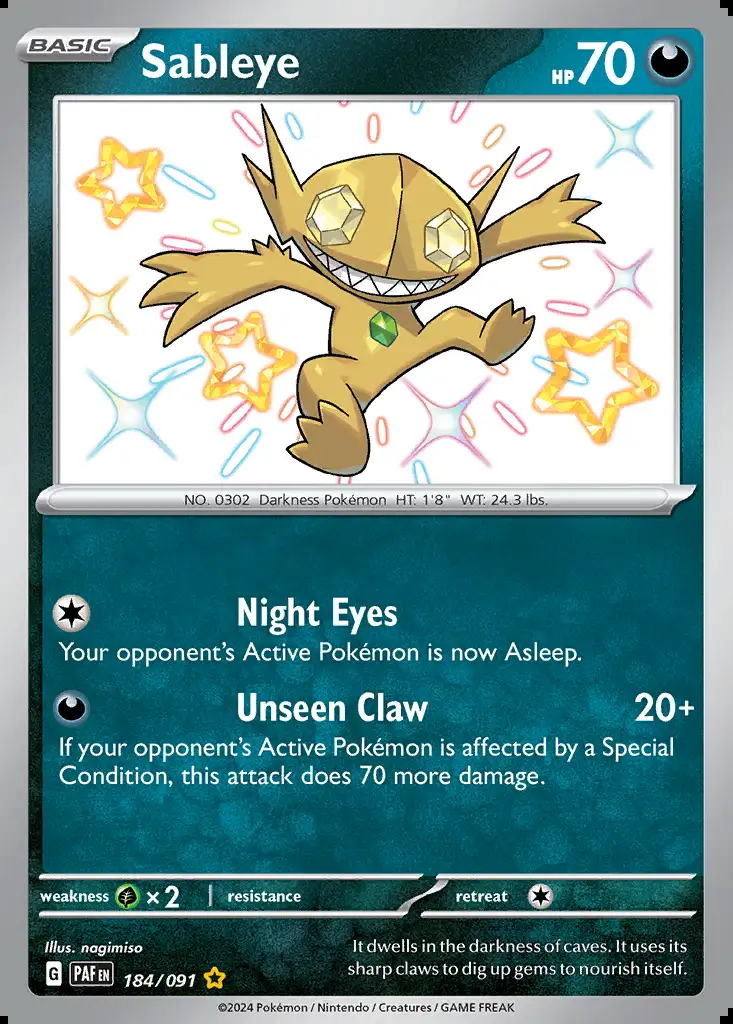 BASIC
Sableye
HP 70
NO. 0302 Darkness Pokémon HT: 1'8" WT: 24.3 lbs.
Night Eyes
Your opponent's Active Pokémon is now Asleep.
Unseen Claw 20+
If your opponent's Active Pokémon is affected by a Special
Condition, this attack does 70 more damage.
weakness ×2 resistance retreat
Illus. nagimiso
It dwells in the darkness of caves. It uses its
sharp claws to dig up gems to nourish itself.
G PAF EN 184/091
©2024 Pokémon / Nintendo / Creatures / GAME FREAK